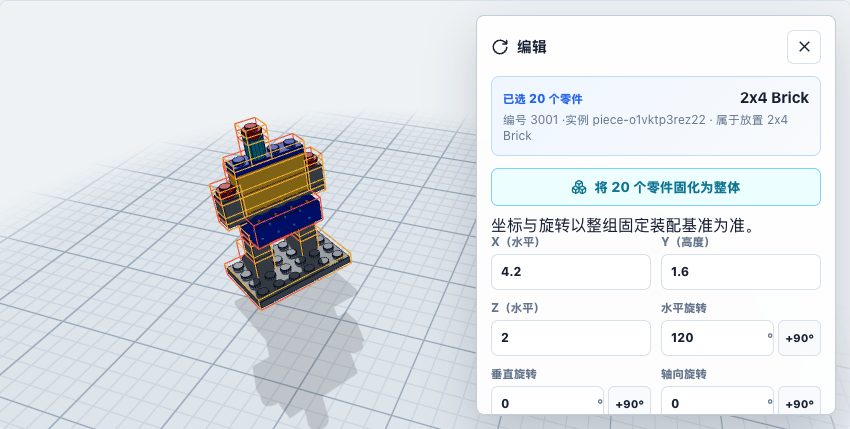 编辑
已选 20 个零件 2x4 Brick
编号 3001 ·实例 piece-o1vktp3rez22 · 属于放置 2x4
Brick
将 20 个零件固化为整体
坐标与旋转以整组固定装配基准为准。
X（水平） Y（高度）
4.2 1.6
Z（水平） 水平旋转
2 120 ° +90°
垂直旋转 轴向旋转
0 ° +90° 0 ° +90°